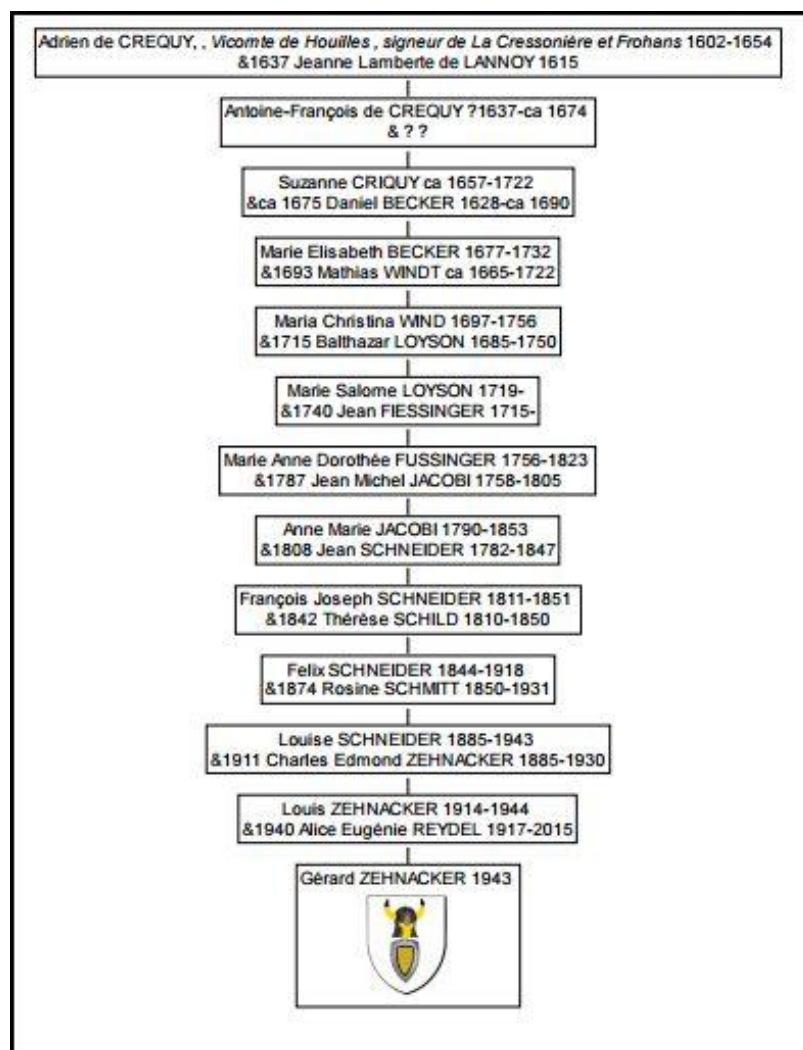 Adrien de CREQUY, , Vicomte de Houilles , signeur de La Cressonière et Frohans 1602-1654
&1637 Jeanne Lamberte de LANNOY 1615
Antoine-François de CREQUY ?1637-ca 1674
& ? ?
Suzanne CRIQUY ca 1657-1722
&ca 1675 Daniel BECKER 1628-ca 1690
Marie Elisabeth BECKER 1677-1732
&1693 Mathias WINDT ca 1665-1722
Maria Christina WIND 1697-1756
&1715 Balthazar LOYSON 1685-1750
Marie Salome LOYSON 1719-
&1740 Jean FIESSINGER 1715-
Marie Anne Dorothée FUSSINGER 1756-1823
&1787 Jean Michel JACOBI 1758-1805
Anne Marie JACOBI 1790-1853
&1808 Jean SCHNEIDER 1782-1847
François Joseph SCHNEIDER 1811-1851
&1842 Thérèse SCHILD 1810-1850
Felix SCHNEIDER 1844-1918
&1874 Rosine SCHMITT 1850-1931
Louise SCHNEIDER 1885-1943
&1911 Charles Edmond ZEHNACKER 1885-1930
Louis ZEHNACKER 1914-1944
&1940 Alice Eugénie REYDEL 1917-2015
Gérard ZEHNACKER 1943